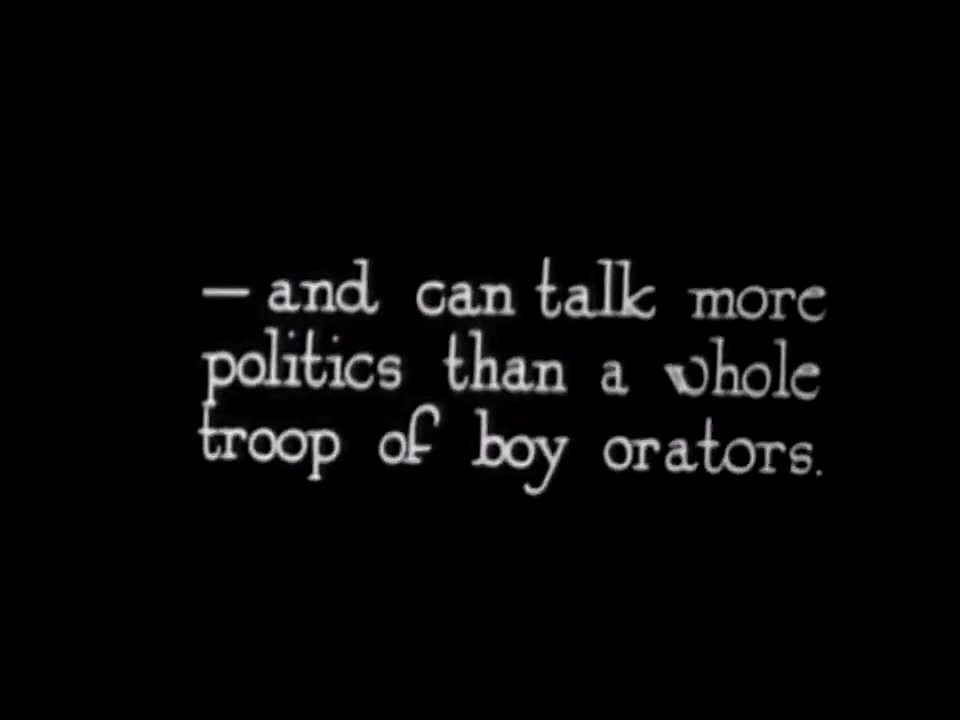 — and can talk more
politics than a whole
troop of boy orators.